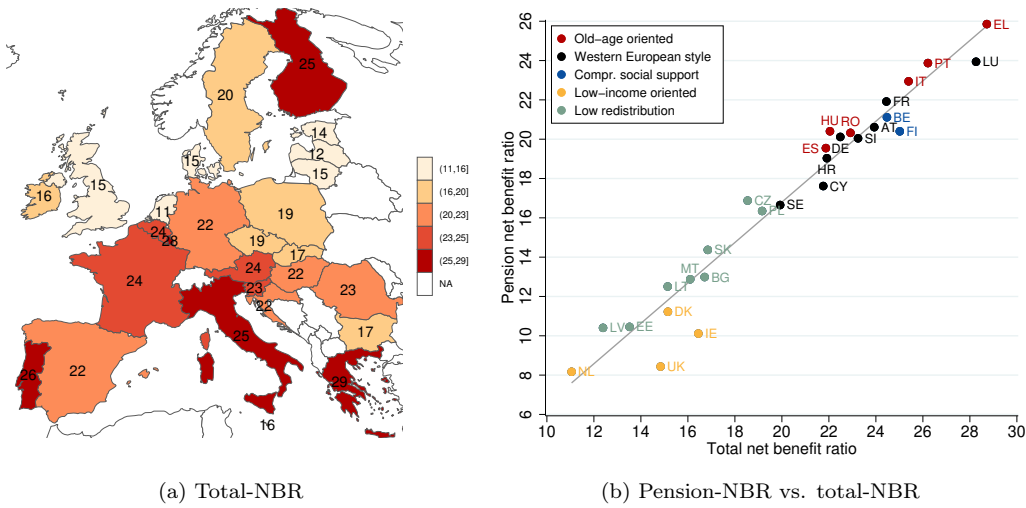 25
20
14
12
15
15
15
16
11
19
22
24
28
19
17
24
24
22
23
23
22
17
25
26
22
29
16
(11,16]
(16,20]
(20,23]
(23,25]
(25,29]
NA
(a) Total-NBR
Pension net benefit ratio
26
24
22
20
18
16
14
12
10
8
6
Old-age oriented
Western European style
Compr. social support
Low-income oriented
Low redistribution
EL
LU
PT
IT
FR
BE
HU
RO
AT
FI
SI
ES
DE
HR
CY
CZ
SE
PL
SK
MT
BG
LT
DK
LV
EE
IE
UK
NL
10 12 14 16 18 20 22 24 26 28 30
Total net benefit ratio
(b) Pension-NBR vs. total-NBR